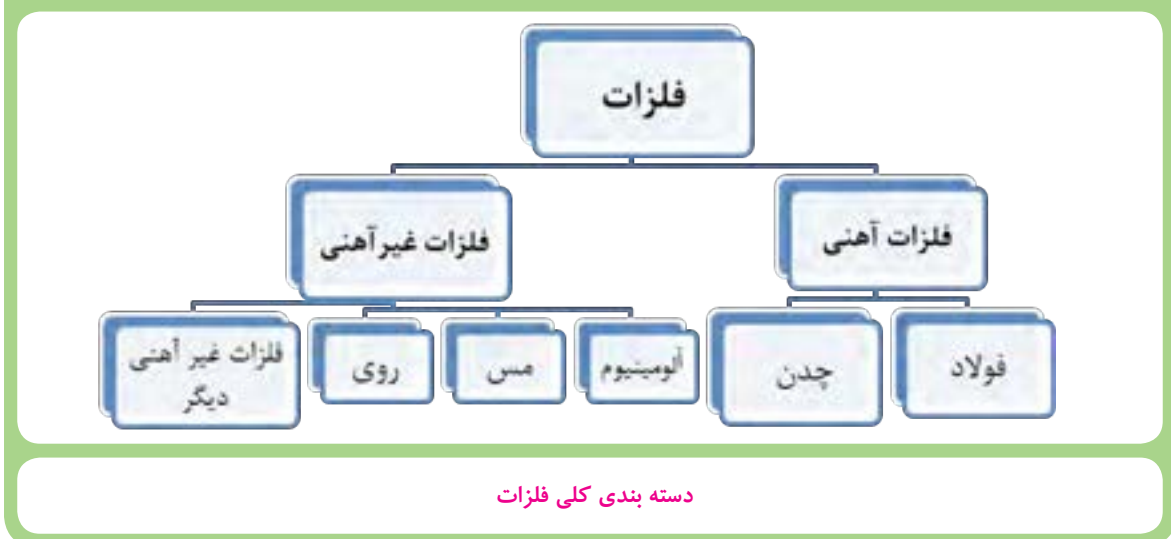 فلزات
فلزات آهنی
فلزات غیرآهنی
فولاد
چدن
آلومینیوم
مس
روی
فلزات غیر آهنی
دیگر
دسته بندی کلی فلزات